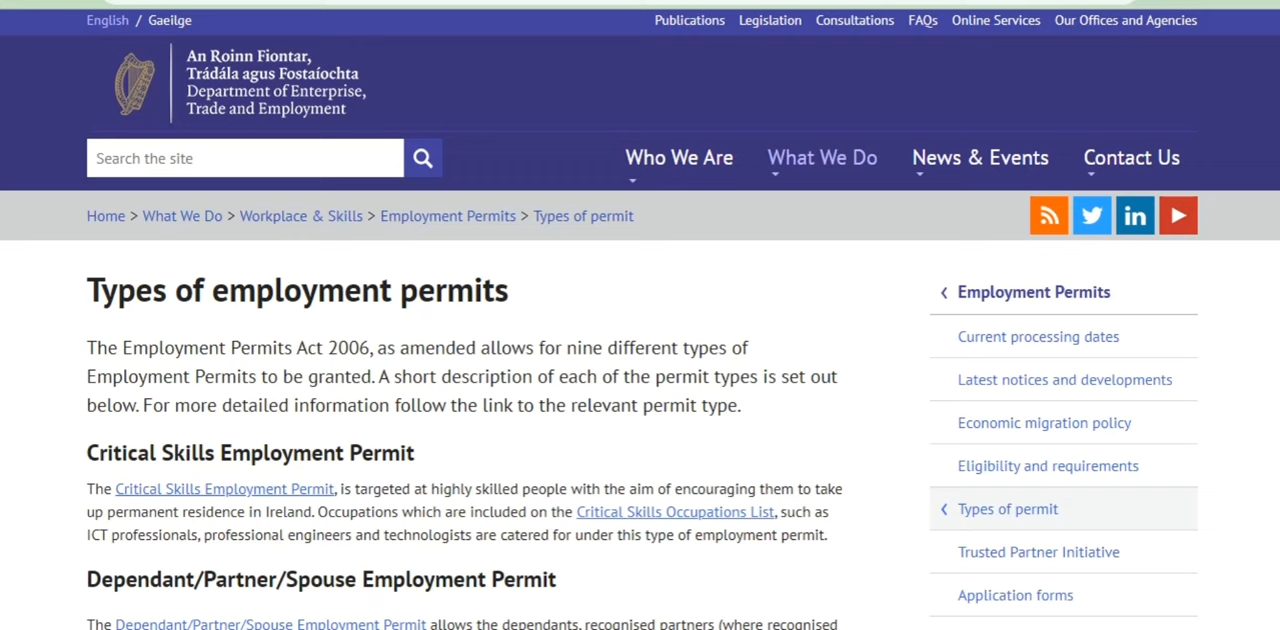 English / Gaeilge
Publications Legislation Consultations FAQs Online Services Our Offices and Agencies
An Roinn Fiontar,
Trádála agus Fostaíochta
Department of Enterprise,
Trade and Employment
Search the site
Who We Are What We Do News & Events Contact Us
Home > What We Do > Workplace & Skills > Employment Permits > Types of permit
in
Types of employment permits
The Employment Permits Act 2006, as amended allows for nine different types of
Employment Permits to be granted. A short description of each of the permit types is set out
below. For more detailed information follow the link to the relevant permit type.
Critical Skills Employment Permit
The Critical Skills Employment Permit, is targeted at highly skilled people with the aim of encouraging them to take
up permanent residence in Ireland. Occupations which are included on the Critical Skills Occupations List, such as
ICT professionals, professional engineers and technologists are catered for under this type of employment permit.
Dependant/Partner/Spouse Employment Permit
The Dependant/Partner/Spouse Employment Permit allows the dependants, recognised partners (where recognised
Employment Permits
Current processing dates
Latest notices and developments
Economic migration policy
Eligibility and requirements
Types of permit
Trusted Partner Initiative
Application forms